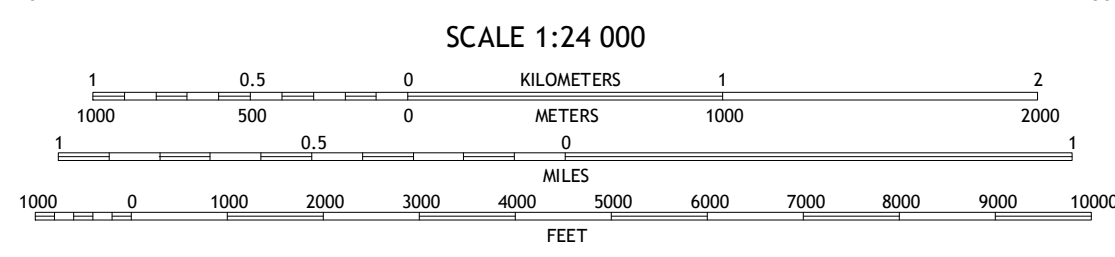 SCALE 1:24 000
1 0.5 0 KILOMETERS 1 2
1000 500 0 METERS 1000 2000
1 0.5 0 1
MILES
1000 0 1000 2000 3000 4000 5000 6000 7000 8000 9000 10000
FEET